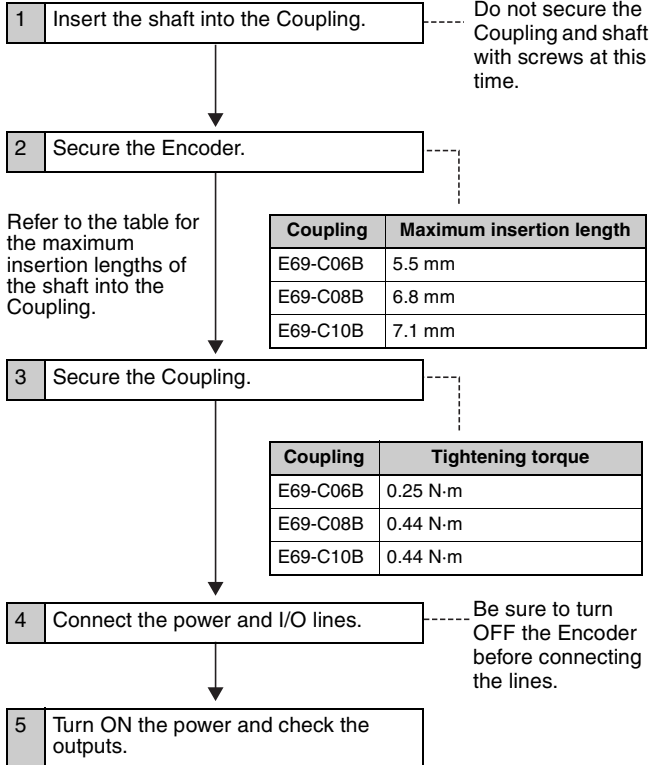 1 Insert the shaft into the Coupling.
Do not secure the
Coupling and shaft
with screws at this
time.
2 Secure the Encoder.
Refer to the table for
the maximum
insertion lengths of
the shaft into the
Coupling.
Coupling Maximum insertion length
E69-C06B 5.5 mm
E69-C08B 6.8 mm
E69-C10B 7.1 mm
3 Secure the Coupling.
Coupling Tightening torque
E69-C06B 0.25 N·m
E69-C08B 0.44 N·m
E69-C10B 0.44 N·m
4 Connect the power and I/O lines.
Be sure to turn
OFF the Encoder
before connecting
the lines.
5 Turn ON the power and check the
outputs.